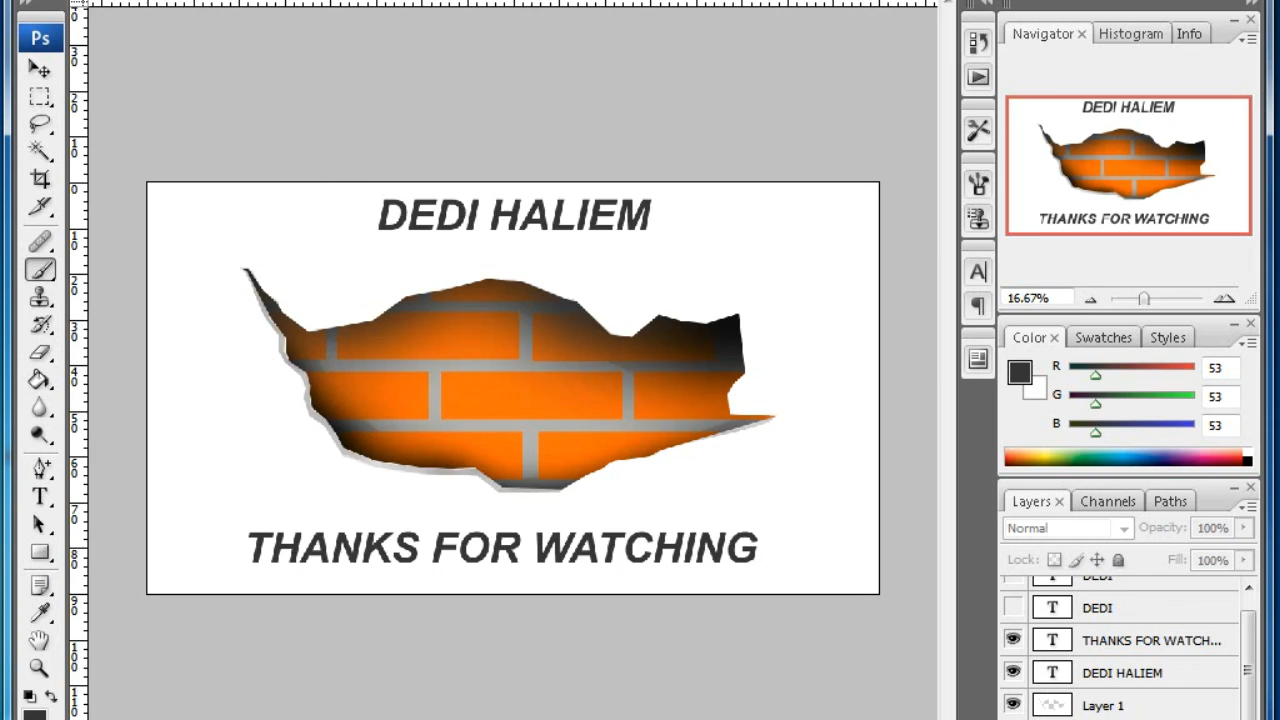 Ps
Navigator
Histogram
Info
DEDI HALIEM
THANKS FOR WATCHING
DEDI HALIEM
THANKS FOR WATCHING
16.67%
Color
Swatches
Styles
R 53
G 53
B 53
Layers
Channels
Paths
Normal
Opacity: 100%
Lock:
Fill: 100%
DEDI
T DEDI
T THANKS FOR WATCH...
T DEDI HALIEM
Layer 1